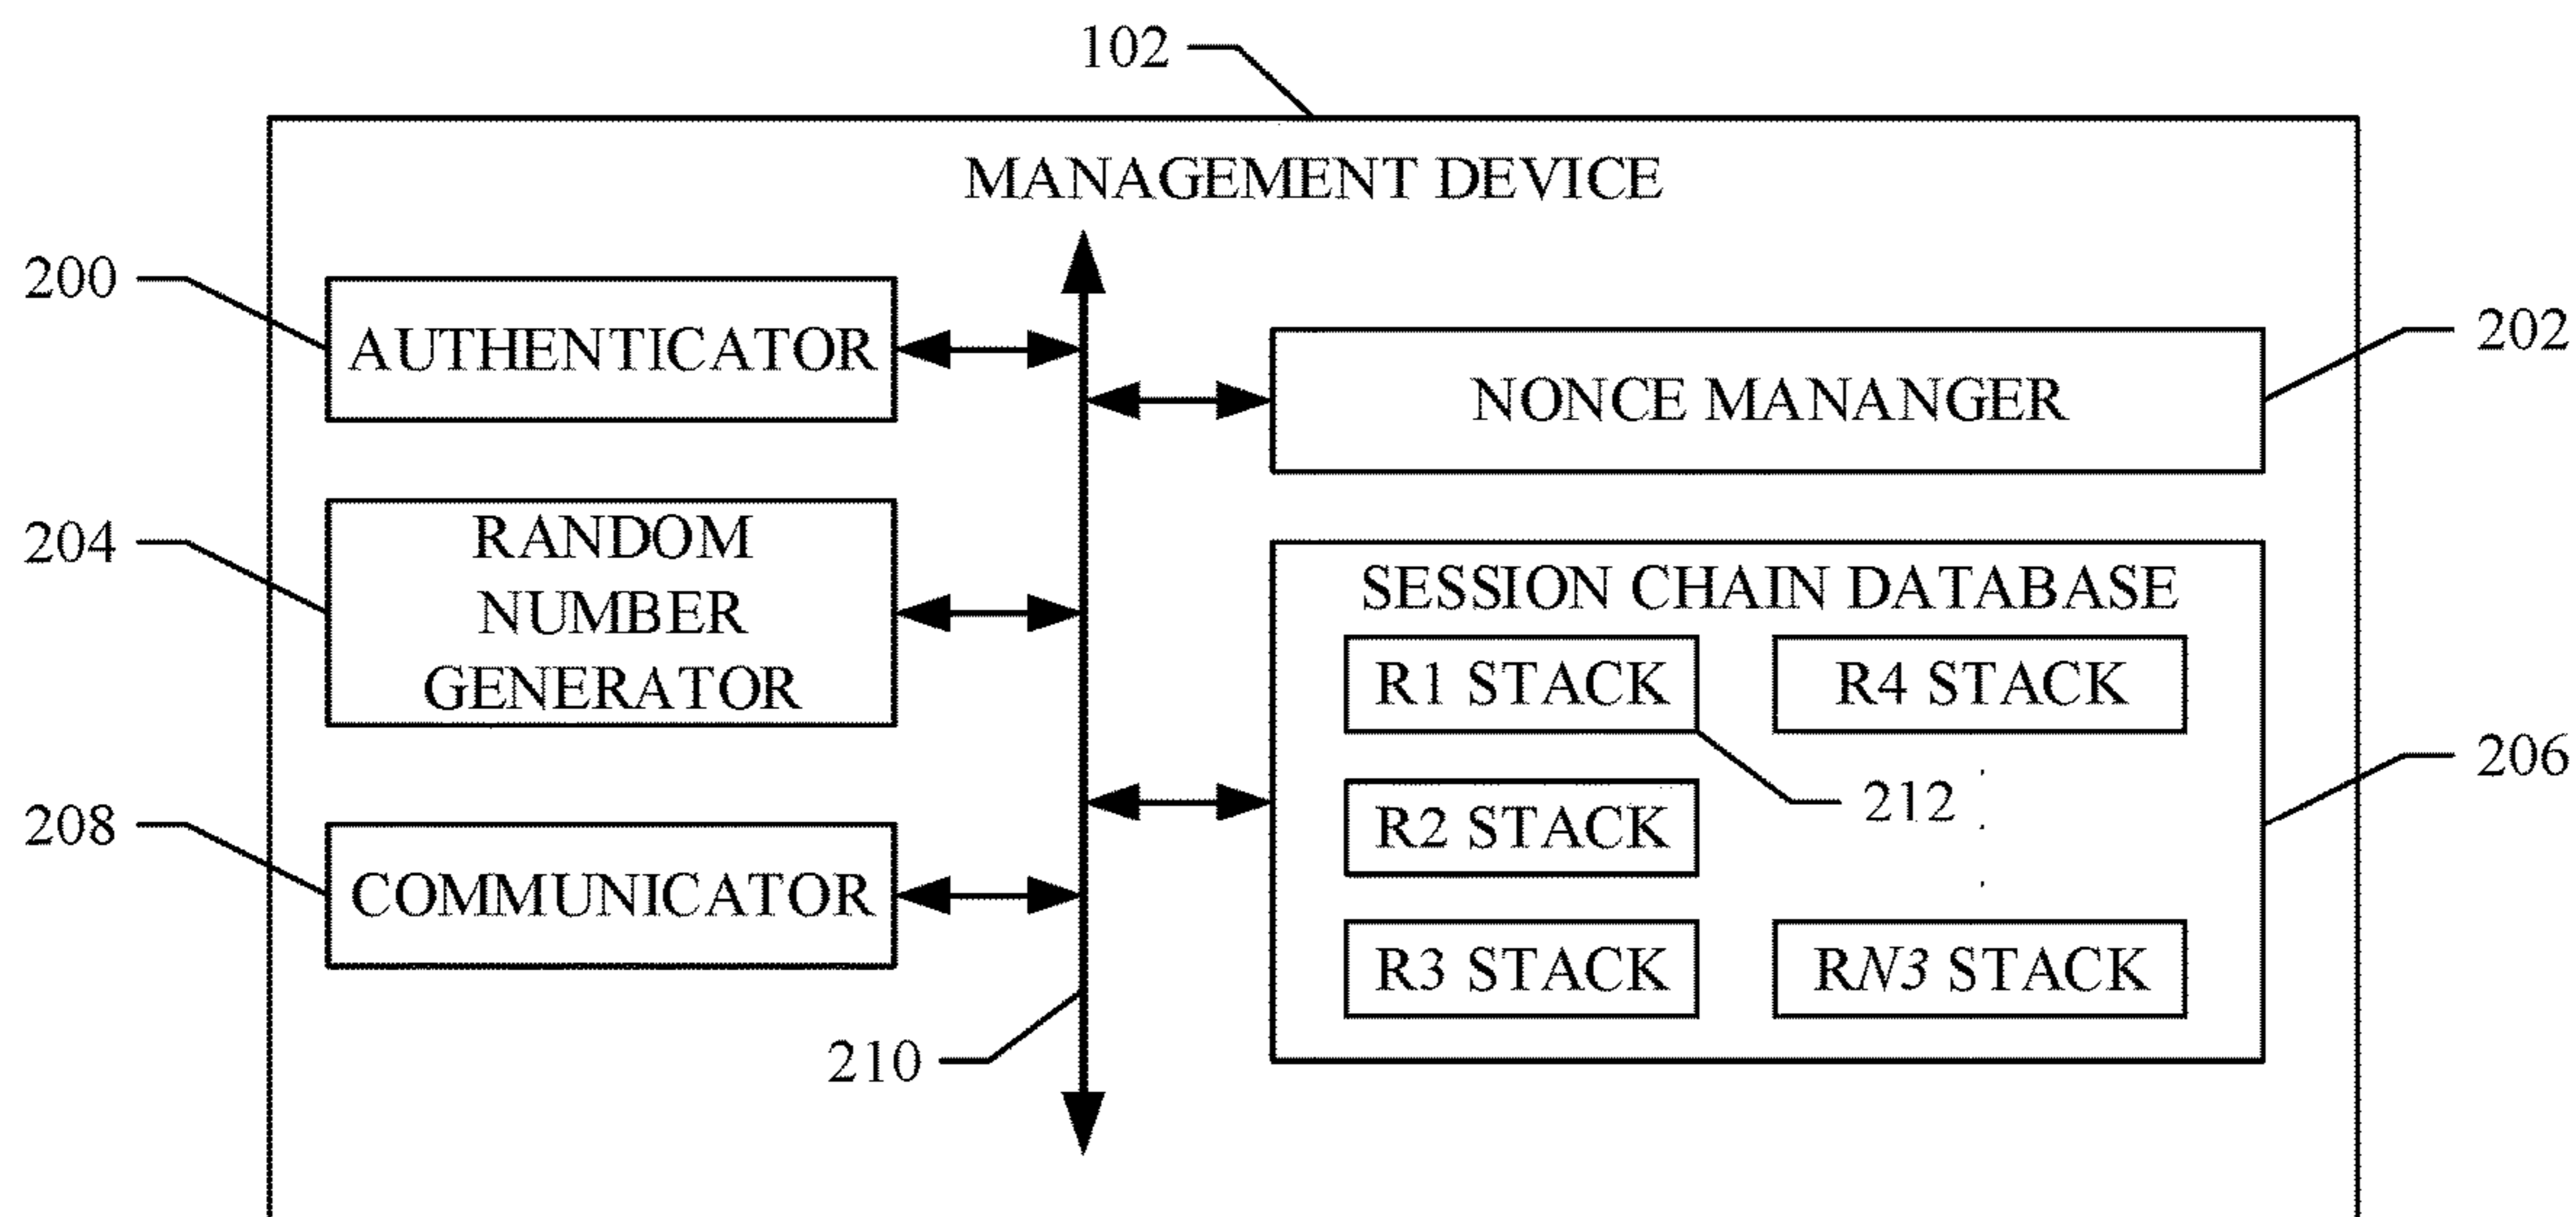 102
MANAGEMENT DEVICE
200
AUTHENTICATOR
202
NONCE MANANGER
204
RANDOM
NUMBER
GENERATOR
SESSION CHAIN DATABASE
R1 STACK
R4 STACK
206
212
R2 STACK
208
COMMUNICATOR
R3 STACK
RN3 STACK
210